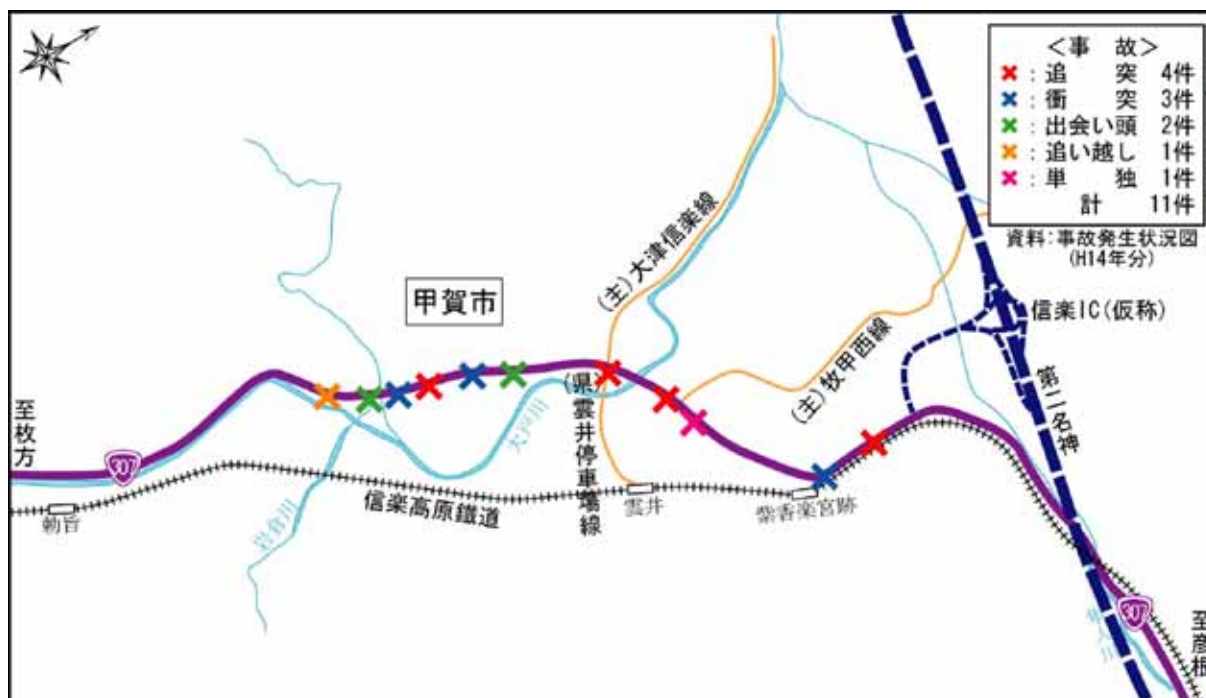 <事 故>
×:追 突 4件
×:衝 突 3件
×:出会い頭 2件
×:追い越し 1件
×:単 独 1件
計 11件
資料:事故発生状況図
(H14年分)
(主)大津信楽線
甲賀市
信楽IC(仮称)
(主)牧甲西線
第二名神
至枚方
307
(県)雲井停車場線
大戸川
信楽高原鐵道
勅旨
岩倉川
雲井
紫香楽宮跡
307
至彦根